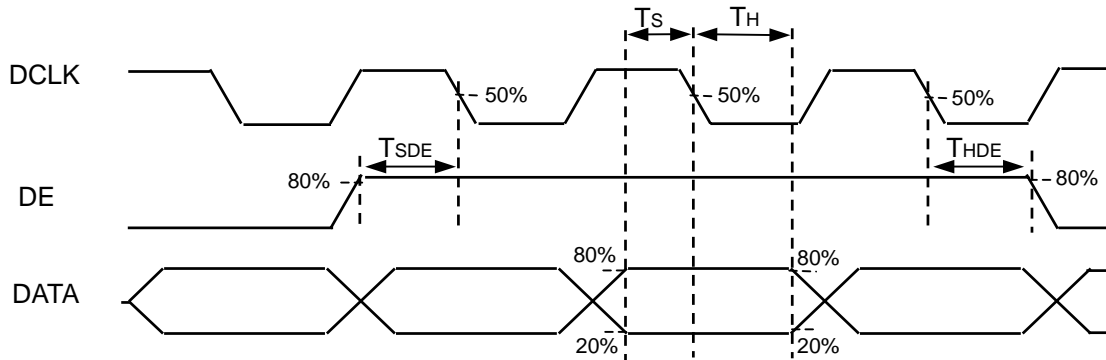 TS TH
DCLK
50% 50% 50%
TSDE THDE
80% 80%
DE
80% 80%
DATA
20% 20%